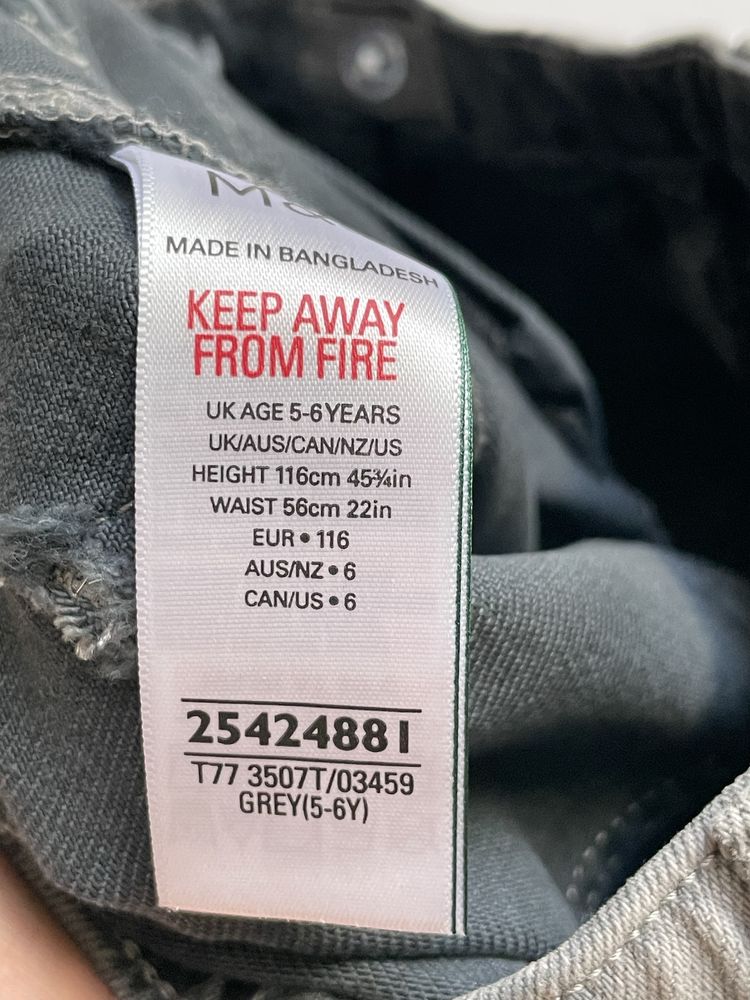 MADE IN BANGLADESH
KEEP AWAY
FROM FIRE
UK AGE 5-6YEARS
UK/AUS/CAN/NZ/US
HEIGHT 116cm 45¾in
WAIST 56cm 22in
EUR • 116
AUS/NZ • 6
CAN/US • 6
25424881
T77 3507T/03459
GREY(5-6Y)